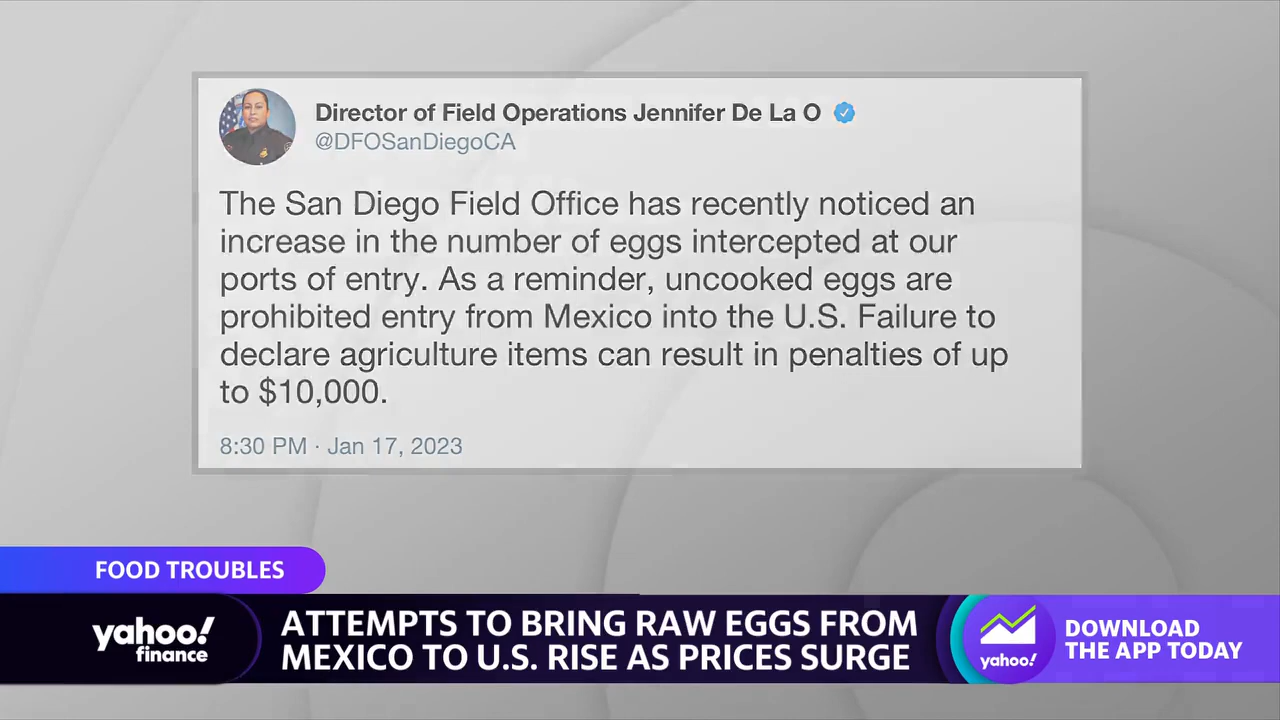 Director of Field Operations Jennifer De La O
@DFOSanDiegoCA
The San Diego Field Office has recently noticed an
increase in the number of eggs intercepted at our
ports of entry. As a reminder, uncooked eggs are
prohibited entry from Mexico into the U.S. Failure to
declare agriculture items can result in penalties of up
to $10,000.
8:30 PM · Jan 17, 2023
FOOD TROUBLES
yahoo!
finance
ATTEMPTS TO BRING RAW EGGS FROM
MEXICO TO U.S. RISE AS PRICES SURGE
yahoo!
DOWNLOAD
THE APP TODAY